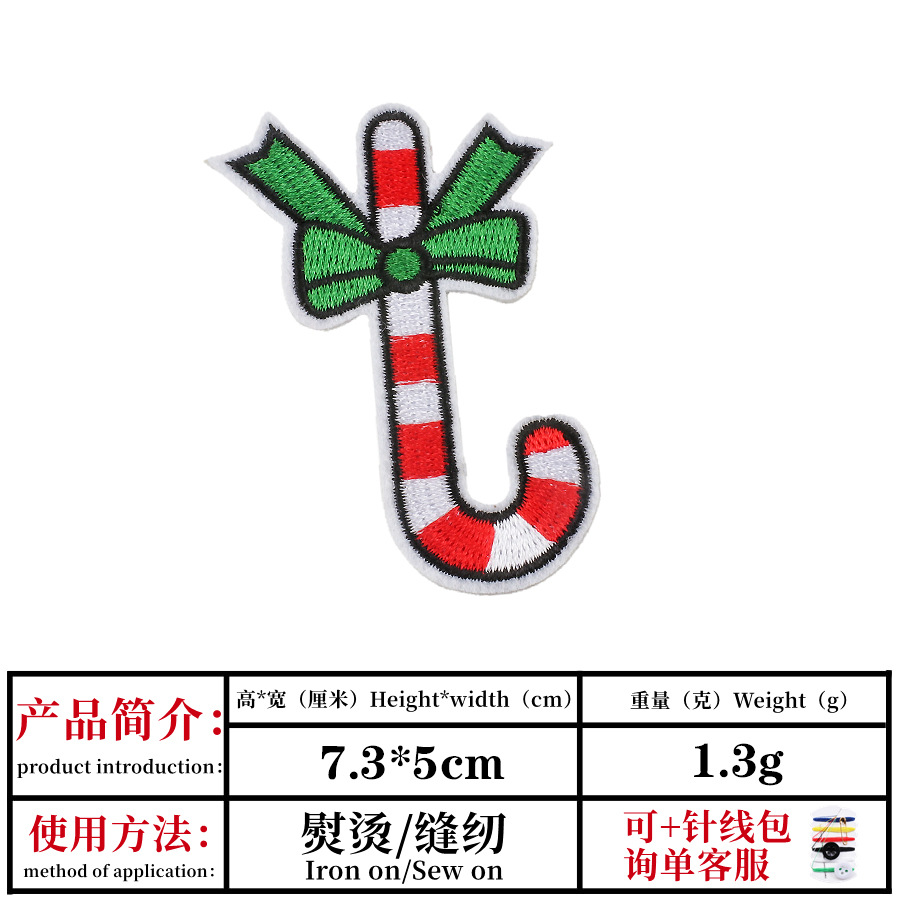 产品简介：
product introduction：
高*宽（厘米）Height*width（cm）
重量（克）Weight（g）
7.3*5cm
1.3g
使用方法：
method of application：
熨烫/缝纫
Iron on/Sew on
可+针线包
询单客服